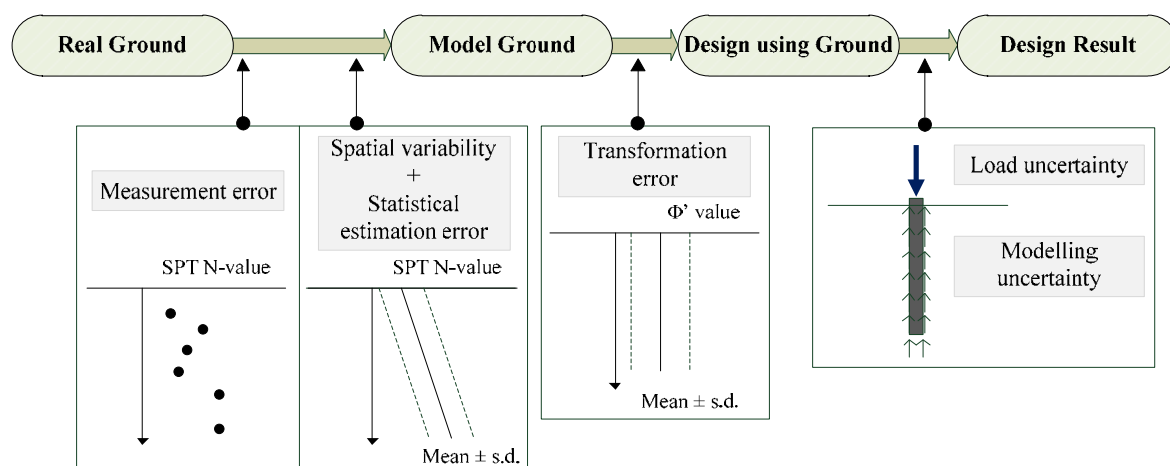 Real Ground
Model Ground
Design using Ground
Design Result
Measurement error
SPT N-value
Spatial variability
+
Statistical
estimation error
SPT N-value
Mean ± s.d.
Transformation
error
Φ’ value
Mean ± s.d.
Load uncertainty
Modelling
uncertainty